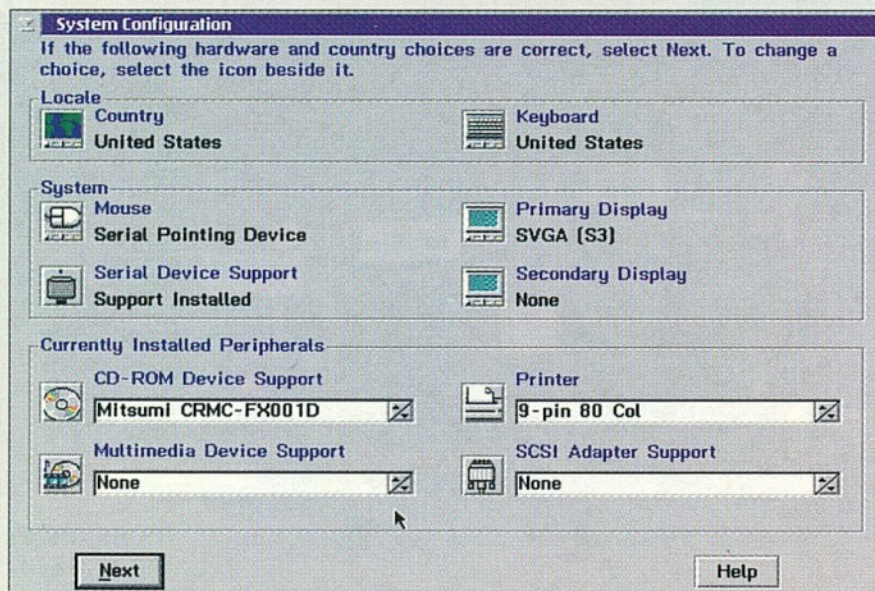 System Configuration
If the following hardware and country choices are correct, select Next. To change a
choice, select the icon beside it.
Locale
Country
United States
Keyboard
United States
System
Mouse
Serial Pointing Device
Primary Display
SVGA (S3)
Serial Device Support
Support Installed
Secondary Display
None
Currently Installed Peripherals
CD-ROM Device Support
Mitsumi CRMC-FX001D
Printer
9-pin 80 Col
Multimedia Device Support
None
SCSI Adapter Support
None
Next
Help